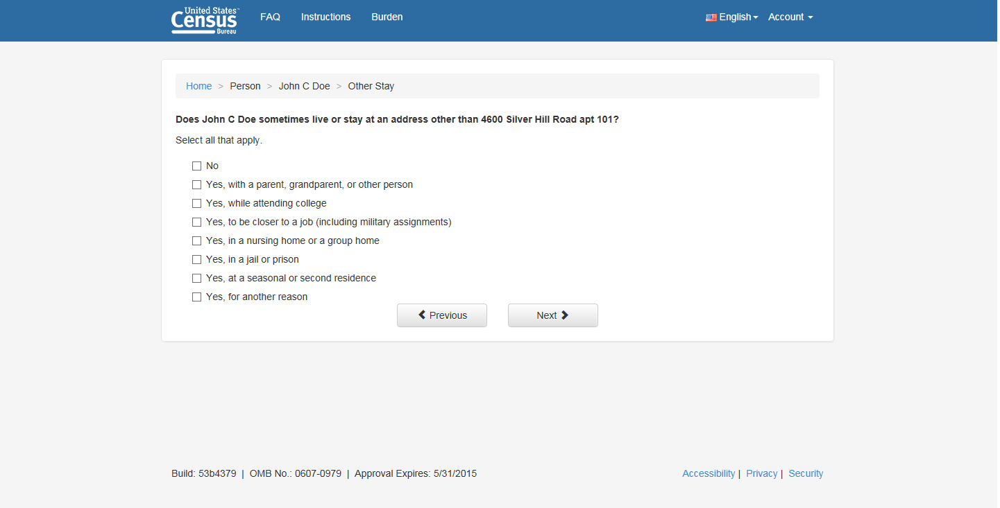 United States™
Census
Bureau
FAQ Instructions Burden English Account
Home > Person > John C Doe > Other Stay
Does John C Doe sometimes live or stay at an address other than 4600 Silver Hill Road apt 101?
Select all that apply.
No
Yes, with a parent, grandparent, or other person
Yes, while attending college
Yes, to be closer to a job (including military assignments)
Yes, in a nursing home or a group home
Yes, in a jail or prison
Yes, at a seasonal or second residence
Yes, for another reason
Previous Next
Build: 53b4379 | OMB No.: 0607-0979 | Approval Expires: 5/31/2015 Accessibility | Privacy | Security